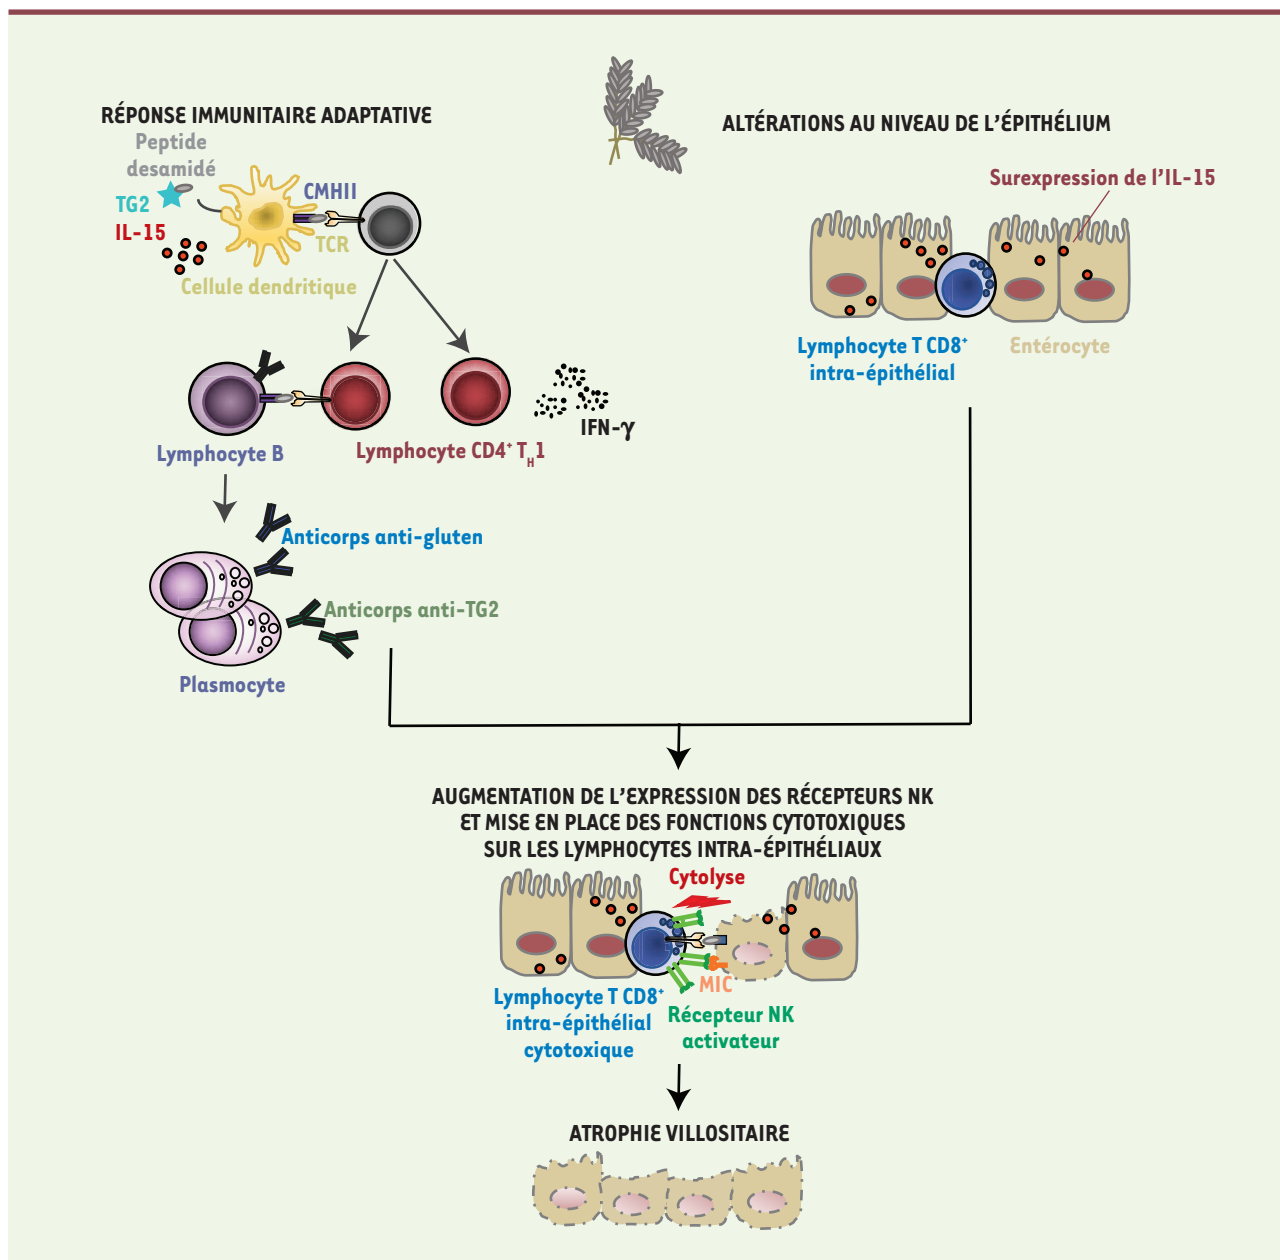 RÉPONSE IMMUNITAIRE ADAPTATIVE
Peptide
desamidé
TG2
IL-15
CMHII
TCR
Cellule dendritique
Lymphocyte B
Lymphocyte CD4⁺ T_H1
IFN-γ
Anticorps anti-gluten
Anticorps anti-TG2
Plasmocyte
ALTÉRATIONS AU NIVEAU DE L'ÉPITHÉLIUM
Surexpression de l'IL-15
Lymphocyte T CD8⁺
intra-épithélial
Entérocyte
AUGMENTATION DE L'EXPRESSION DES RÉCEPTEURS NK
ET MISE EN PLACE DES FONCTIONS CYTOTOXIQUES
SUR LES LYMPHOCYTES INTRA-ÉPITHÉLIAUX
Cytolyse
MIC
Lymphocyte T CD8⁺
intra-épithélial
cytotoxique
Récepteur NK
activateur
ATROPHIE VILLOSITAIRE